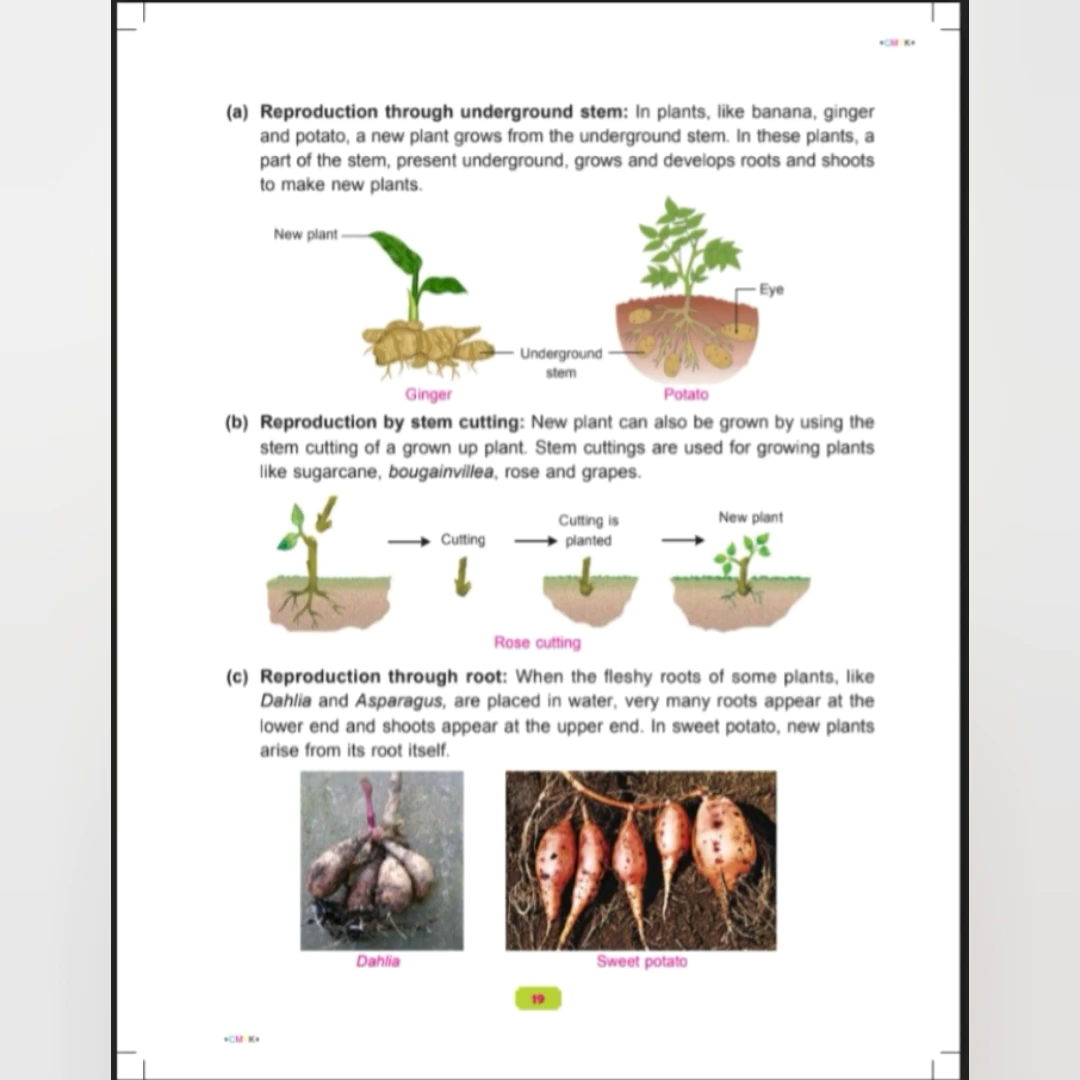 (a) Reproduction through underground stem: In plants, like banana, ginger
and potato, a new plant grows from the underground stem. In these plants, a
part of the stem, present underground, grows and develops roots and shoots
to make new plants.
New plant
Eye
Underground
stem
Ginger
Potato
(b) Reproduction by stem cutting: New plant can also be grown by using the
stem cutting of a grown up plant. Stem cuttings are used for growing plants
like sugarcane, bougainvillea, rose and grapes.
Cutting
Cutting is
planted
New plant
Rose cutting
(c) Reproduction through root: When the fleshy roots of some plants, like
Dahlia and Asparagus, are placed in water, very many roots appear at the
lower end and shoots appear at the upper end. In sweet potato, new plants
arise from its root itself.
Dahlia
Sweet potato
19